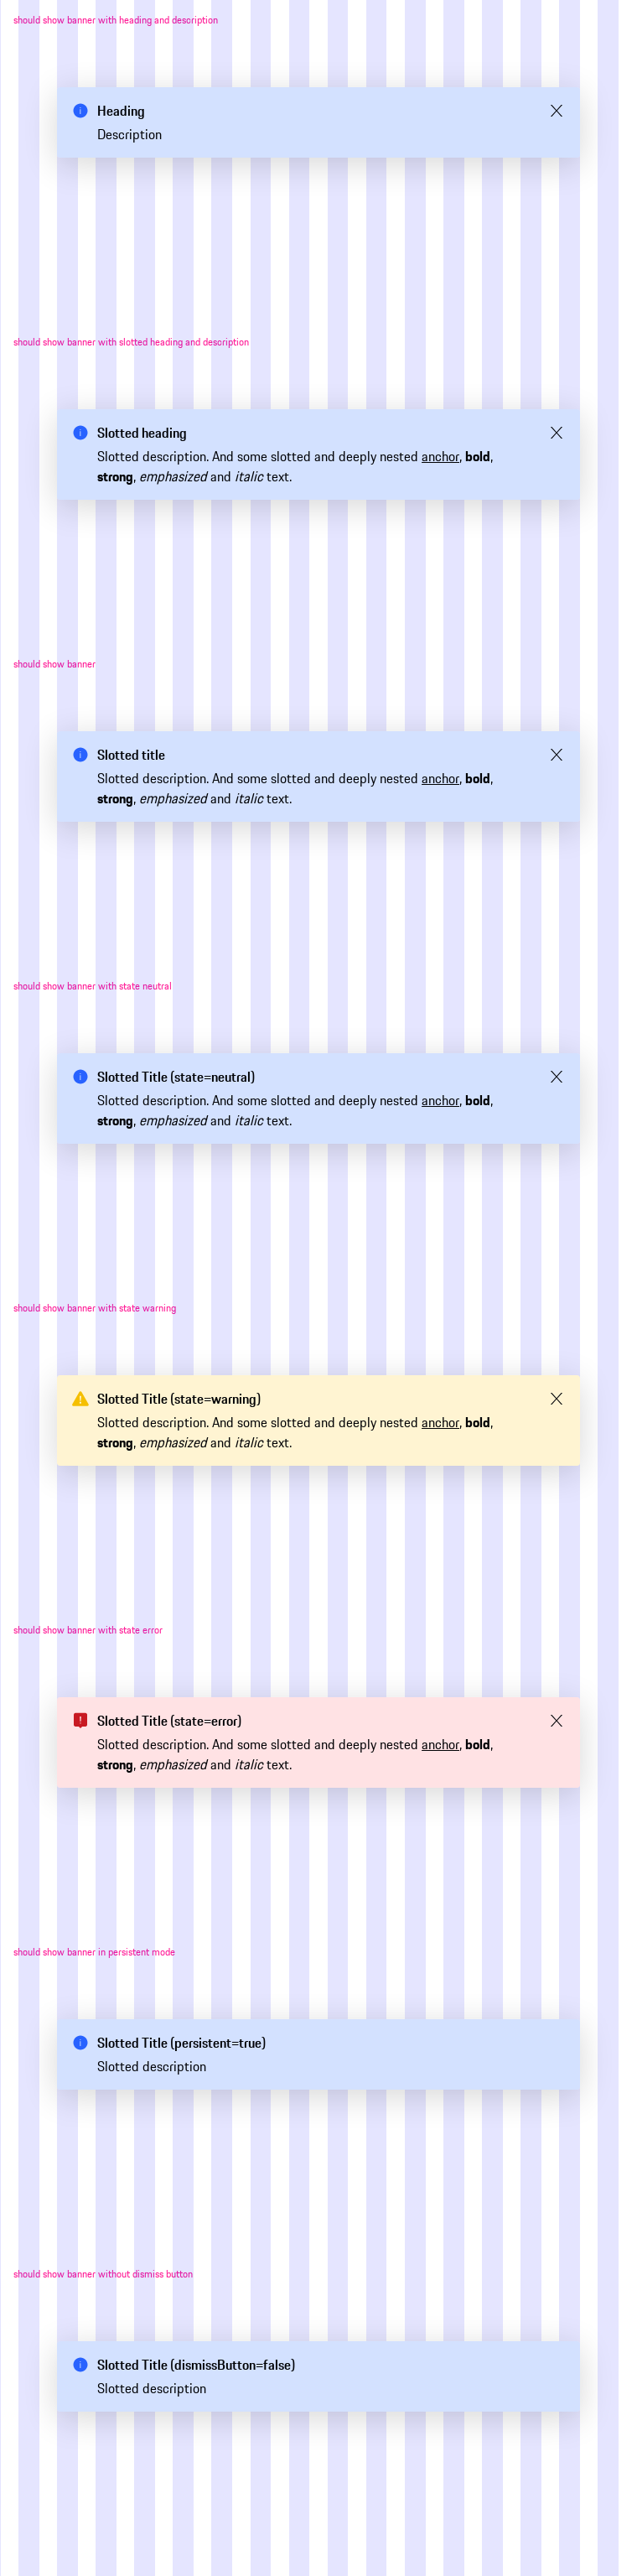 should show banner with heading and description
Heading
Description
should show banner with slotted heading and description
Slotted heading
Slotted description. And some slotted and deeply nested anchor, bold,
strong, emphasized and italic text.
should show banner
Slotted title
Slotted description. And some slotted and deeply nested anchor, bold,
strong, emphasized and italic text.
should show banner with state neutral
Slotted Title (state=neutral)
Slotted description. And some slotted and deeply nested anchor, bold,
strong, emphasized and italic text.
should show banner with state warning
Slotted Title (state=warning)
Slotted description. And some slotted and deeply nested anchor, bold,
strong, emphasized and italic text.
should show banner with state error
Slotted Title (state=error)
Slotted description. And some slotted and deeply nested anchor, bold,
strong, emphasized and italic text.
should show banner in persistent mode
Slotted Title (persistent=true)
Slotted description
should show banner without dismiss button
Slotted Title (dismissButton=false)
Slotted description